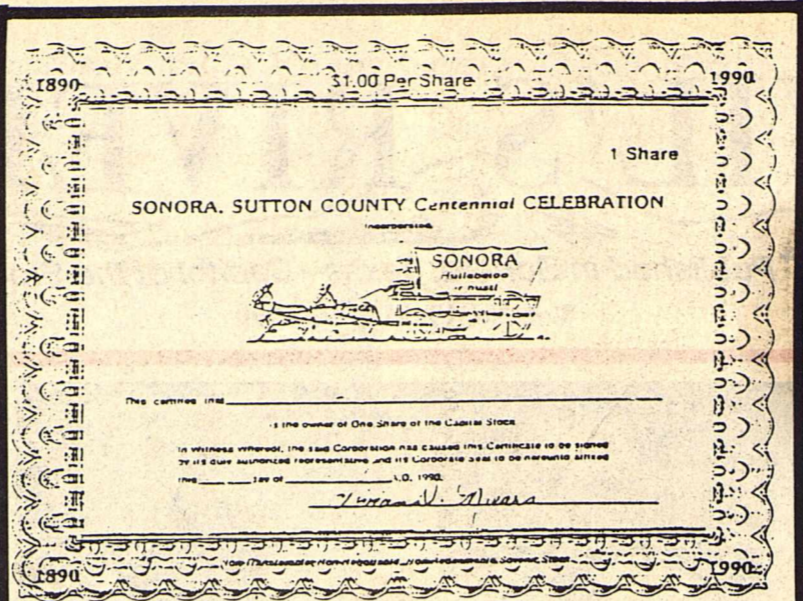 1890 $1.00 Per Share 1990
1 Share
SONORA, SUTTON COUNTY Centennial CELEBRATION
Incorporated
SONORA
This certifies that
is the owner of One Share of the Capital Stock
In Witness Whereof, the said Corporation has caused this Certificate to be signed
by its duly authorized representative and its Corporate Seal to be hereunto affixed
this day of A.D. 1990.
1890 1990